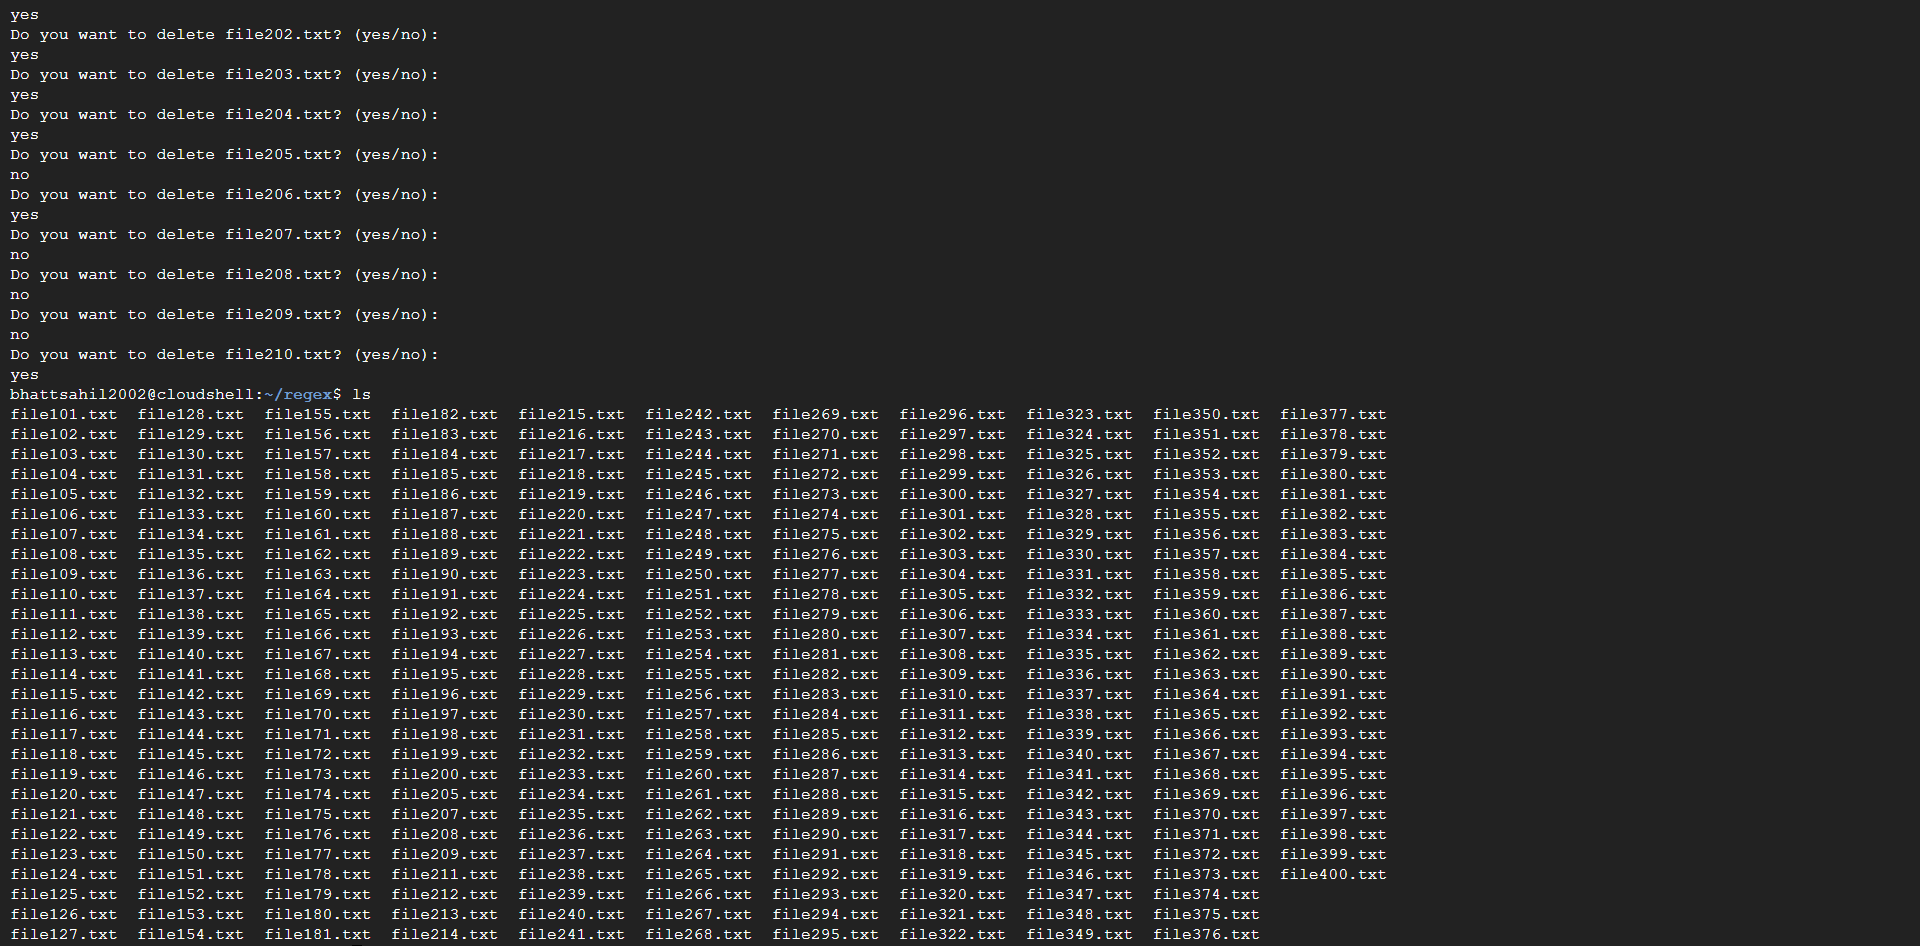 yes
Do you want to delete file202.txt? (yes/no):
yes
Do you want to delete file203.txt? (yes/no):
yes
Do you want to delete file204.txt? (yes/no):
yes
Do you want to delete file205.txt? (yes/no):
no
Do you want to delete file206.txt? (yes/no):
yes
Do you want to delete file207.txt? (yes/no):
no
Do you want to delete file208.txt? (yes/no):
no
Do you want to delete file209.txt? (yes/no):
no
Do you want to delete file210.txt? (yes/no):
yes
bhattsahil2002@cloudshell:~/regex$ ls
file101.txt  file128.txt  file155.txt  file182.txt  file215.txt  file242.txt  file269.txt  file296.txt  file323.txt  file350.txt  file377.txt
file102.txt  file129.txt  file156.txt  file183.txt  file216.txt  file243.txt  file270.txt  file297.txt  file324.txt  file351.txt  file378.txt
file103.txt  file130.txt  file157.txt  file184.txt  file217.txt  file244.txt  file271.txt  file298.txt  file325.txt  file352.txt  file379.txt
file104.txt  file131.txt  file158.txt  file185.txt  file218.txt  file245.txt  file272.txt  file299.txt  file326.txt  file353.txt  file380.txt
file105.txt  file132.txt  file159.txt  file186.txt  file219.txt  file246.txt  file273.txt  file300.txt  file327.txt  file354.txt  file381.txt
file106.txt  file133.txt  file160.txt  file187.txt  file220.txt  file247.txt  file274.txt  file301.txt  file328.txt  file355.txt  file382.txt
file107.txt  file134.txt  file161.txt  file188.txt  file221.txt  file248.txt  file275.txt  file302.txt  file329.txt  file356.txt  file383.txt
file108.txt  file135.txt  file162.txt  file189.txt  file222.txt  file249.txt  file276.txt  file303.txt  file330.txt  file357.txt  file384.txt
file109.txt  file136.txt  file163.txt  file190.txt  file223.txt  file250.txt  file277.txt  file304.txt  file331.txt  file358.txt  file385.txt
file110.txt  file137.txt  file164.txt  file191.txt  file224.txt  file251.txt  file278.txt  file305.txt  file332.txt  file359.txt  file386.txt
file111.txt  file138.txt  file165.txt  file192.txt  file225.txt  file252.txt  file279.txt  file306.txt  file333.txt  file360.txt  file387.txt
file112.txt  file139.txt  file166.txt  file193.txt  file226.txt  file253.txt  file280.txt  file307.txt  file334.txt  file361.txt  file388.txt
file113.txt  file140.txt  file167.txt  file194.txt  file227.txt  file254.txt  file281.txt  file308.txt  file335.txt  file362.txt  file389.txt
file114.txt  file141.txt  file168.txt  file195.txt  file228.txt  file255.txt  file282.txt  file309.txt  file336.txt  file363.txt  file390.txt
file115.txt  file142.txt  file169.txt  file196.txt  file229.txt  file256.txt  file283.txt  file310.txt  file337.txt  file364.txt  file391.txt
file116.txt  file143.txt  file170.txt  file197.txt  file230.txt  file257.txt  file284.txt  file311.txt  file338.txt  file365.txt  file392.txt
file117.txt  file144.txt  file171.txt  file198.txt  file231.txt  file258.txt  file285.txt  file312.txt  file339.txt  file366.txt  file393.txt
file118.txt  file145.txt  file172.txt  file199.txt  file232.txt  file259.txt  file286.txt  file313.txt  file340.txt  file367.txt  file394.txt
file119.txt  file146.txt  file173.txt  file200.txt  file233.txt  file260.txt  file287.txt  file314.txt  file341.txt  file368.txt  file395.txt
file120.txt  file147.txt  file174.txt  file205.txt  file234.txt  file261.txt  file288.txt  file315.txt  file342.txt  file369.txt  file396.txt
file121.txt  file148.txt  file175.txt  file207.txt  file235.txt  file262.txt  file289.txt  file316.txt  file343.txt  file370.txt  file397.txt
file122.txt  file149.txt  file176.txt  file208.txt  file236.txt  file263.txt  file290.txt  file317.txt  file344.txt  file371.txt  file398.txt
file123.txt  file150.txt  file177.txt  file209.txt  file237.txt  file264.txt  file291.txt  file318.txt  file345.txt  file372.txt  file399.txt
file124.txt  file151.txt  file178.txt  file211.txt  file238.txt  file265.txt  file292.txt  file319.txt  file346.txt  file373.txt  file400.txt
file125.txt  file152.txt  file179.txt  file212.txt  file239.txt  file266.txt  file293.txt  file320.txt  file347.txt  file374.txt
file126.txt  file153.txt  file180.txt  file213.txt  file240.txt  file267.txt  file294.txt  file321.txt  file348.txt  file375.txt
file127.txt  file154.txt  file181.txt  file214.txt  file241.txt  file268.txt  file295.txt  file322.txt  file349.txt  file376.txt